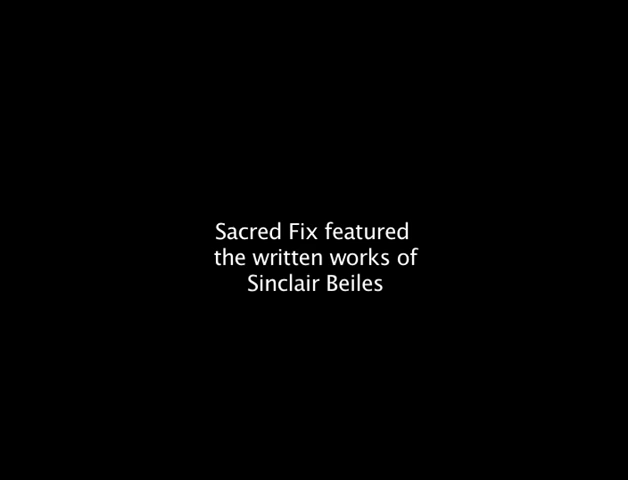 Sacred Fix featured
the written works of
Sinclair Beiles